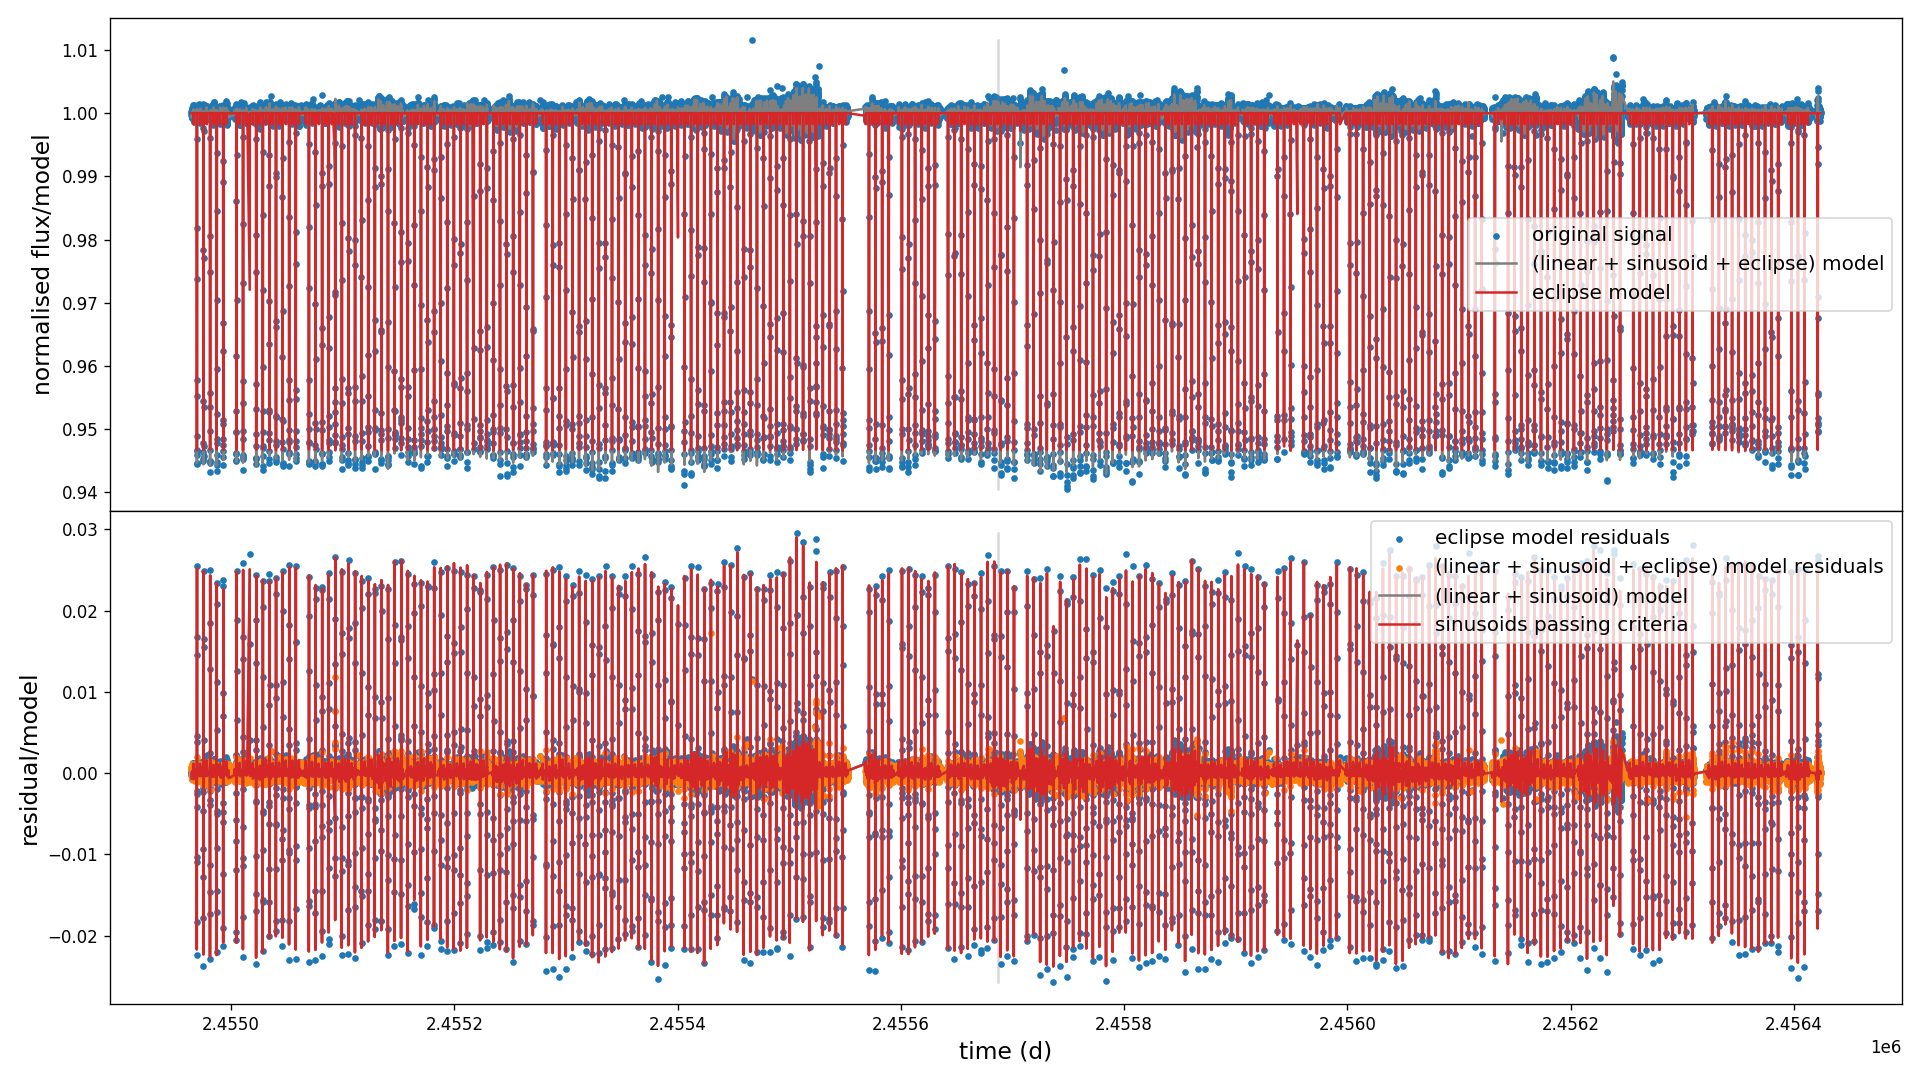 normalised flux/model
1.01
1.00
0.99
0.98
0.97
0.96
0.95
0.94
original signal
(linear + sinusoid + eclipse) model
eclipse model
residual/model
0.03
0.02
0.01
0.00
−0.01
−0.02
eclipse model residuals
(linear + sinusoid + eclipse) model residuals
(linear + sinusoid) model
sinusoids passing criteria
2.4550
2.4552
2.4554
2.4556
2.4558
2.4560
2.4562
2.4564
1e6
time (d)